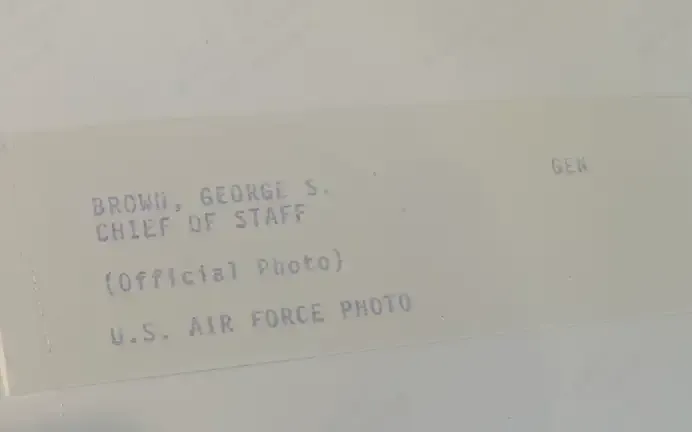 BROWN, GEORGE S. GEN
CHIEF OF STAFF
(Official Photo)
U.S. AIR FORCE PHOTO